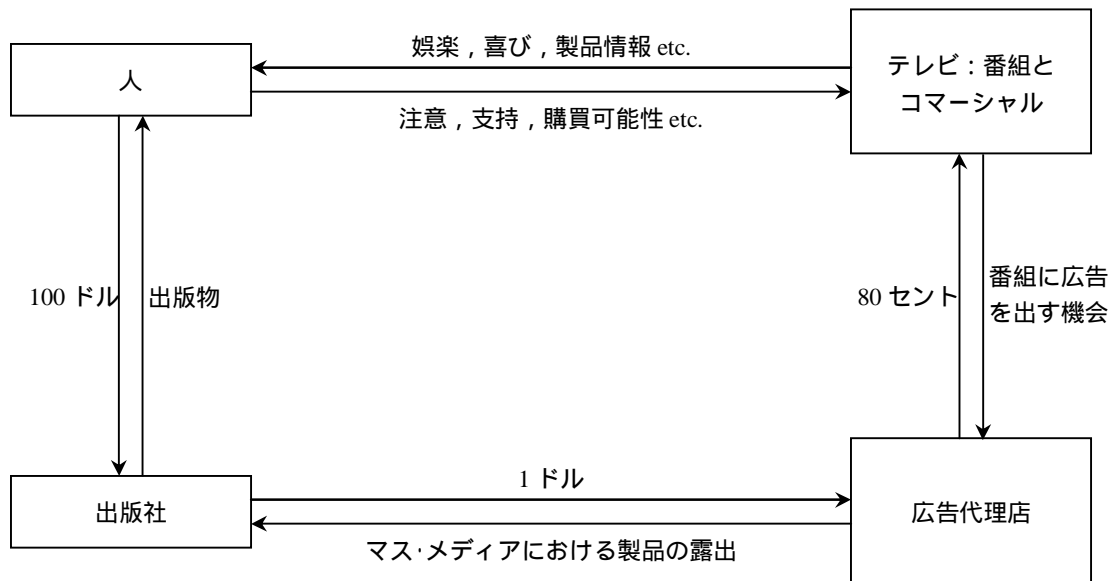 娯楽，喜び，製品情報 etc.
人
テレビ：番組と
コマーシャル
注意，支持，購買可能性 etc.
100 ドル
出版物
80 セント
番組に広告
を出す機会
1 ドル
出版社
広告代理店
マス·メディアにおける製品の露出